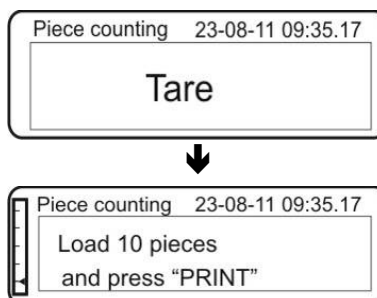 Piece counting 23-08-11 09:35.17
Tare
Piece counting 23-08-11 09:35.17
Load 10 pieces
and press “PRINT”